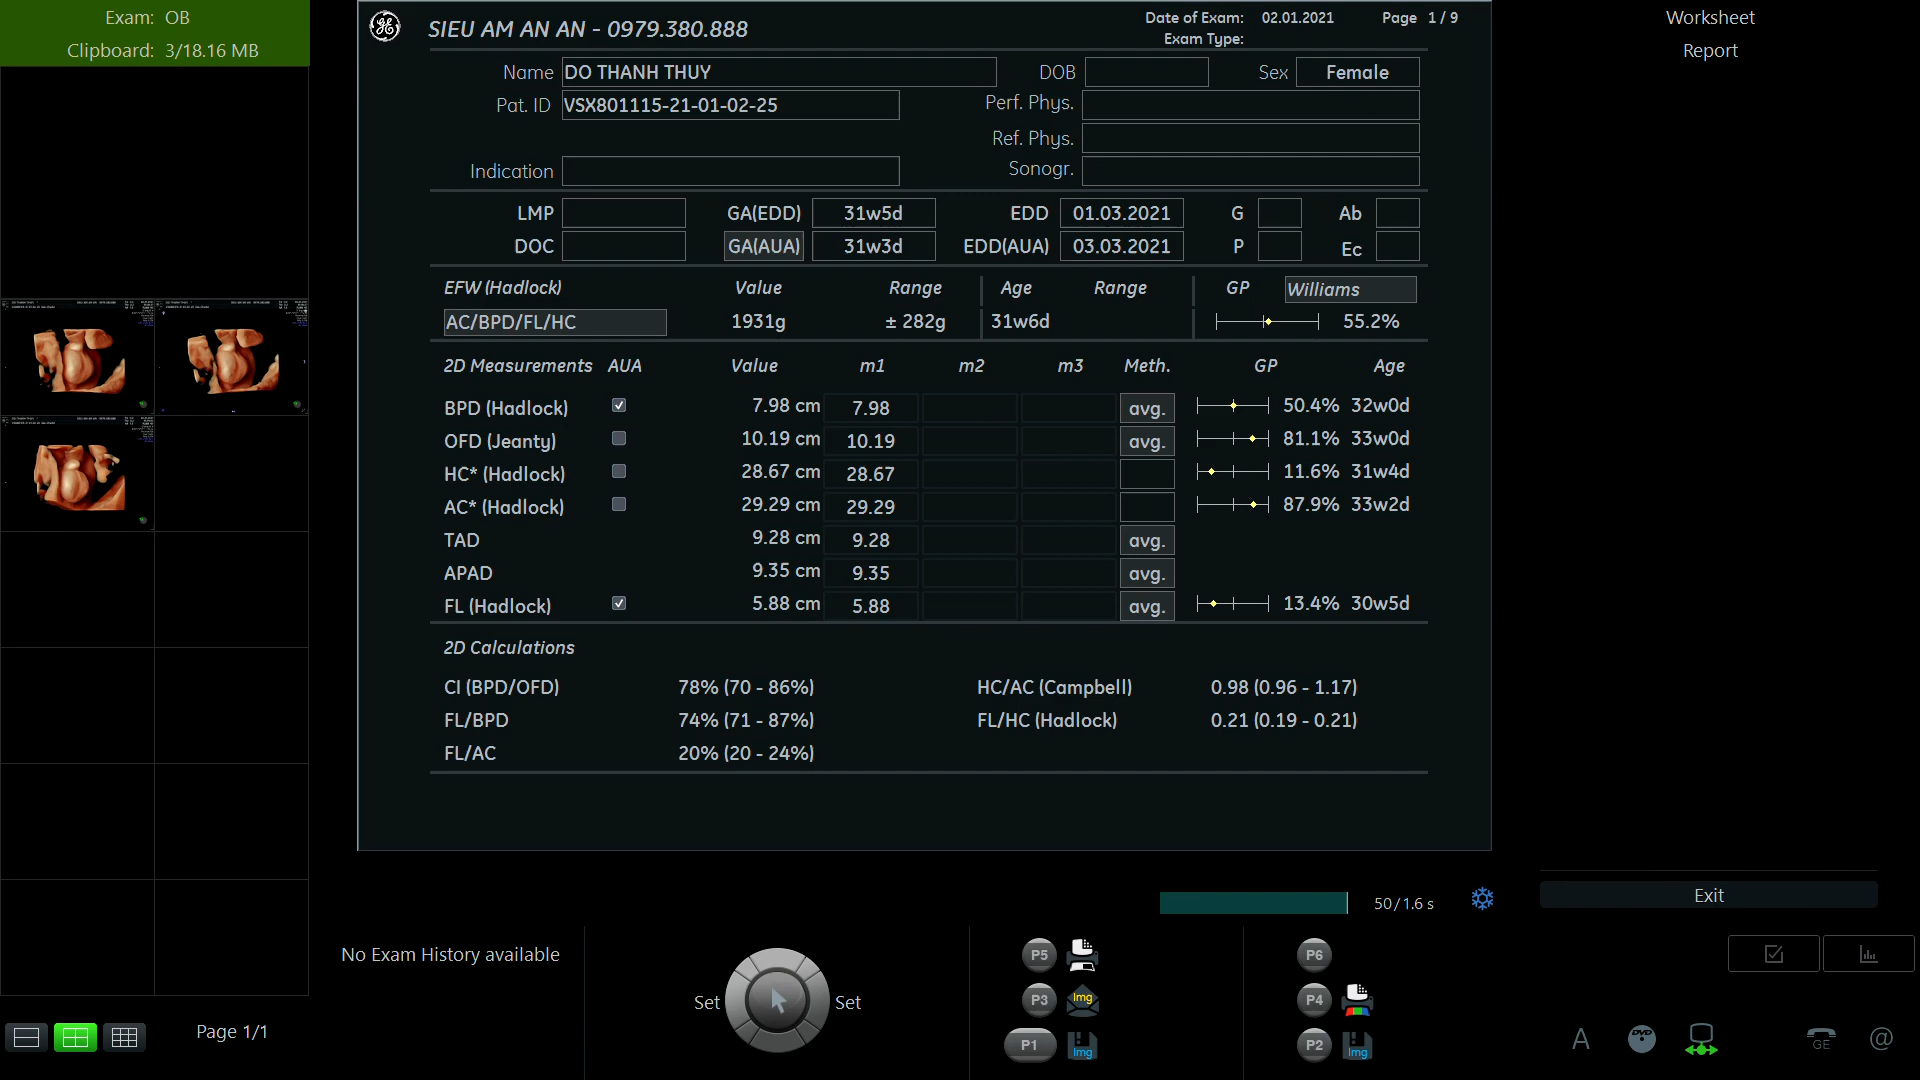 Exam: OB
Clipboard: 3/18.16 MB
SIEU AM AN AN - 0979.380.888
Date of Exam: 02.01.2021 Page 1 / 9
Exam Type:
Name DO THANH THUY DOB Sex Female
Pat. ID VSX801115-21-01-02-25 Perf. Phys.
Ref. Phys.
Indication Sonogr.
LMP GA(EDD) 31w5d EDD 01.03.2021 G Ab
DOC GA(AUA) 31w3d EDD(AUA) 03.03.2021 P Ec
EFW (Hadlock) Value Range Age Range GP Williams
AC/BPD/FL/HC 1931g ± 282g 31w6d 55.2%
2D Measurements AUA Value m1 m2 m3 Meth. GP Age
BPD (Hadlock) 7.98 cm 7.98 avg. 50.4% 32w0d
OFD (Jeanty) 10.19 cm 10.19 avg. 81.1% 33w0d
HC* (Hadlock) 28.67 cm 28.67 11.6% 31w4d
AC* (Hadlock) 29.29 cm 29.29 87.9% 33w2d
TAD 9.28 cm 9.28 avg.
APAD 9.35 cm 9.35 avg.
FL (Hadlock) 5.88 cm 5.88 avg. 13.4% 30w5d
2D Calculations
CI (BPD/OFD) 78% (70 - 86%) HC/AC (Campbell) 0.98 (0.96 - 1.17)
FL/BPD 74% (71 - 87%) FL/HC (Hadlock) 0.21 (0.19 - 0.21)
FL/AC 20% (20 - 24%)
Worksheet
Report
50/1.6 s
Exit
No Exam History available
Set Set
P5 P6
P3 Img P4
P1 Img P2 Img
Page 1/1
A DVD GE @